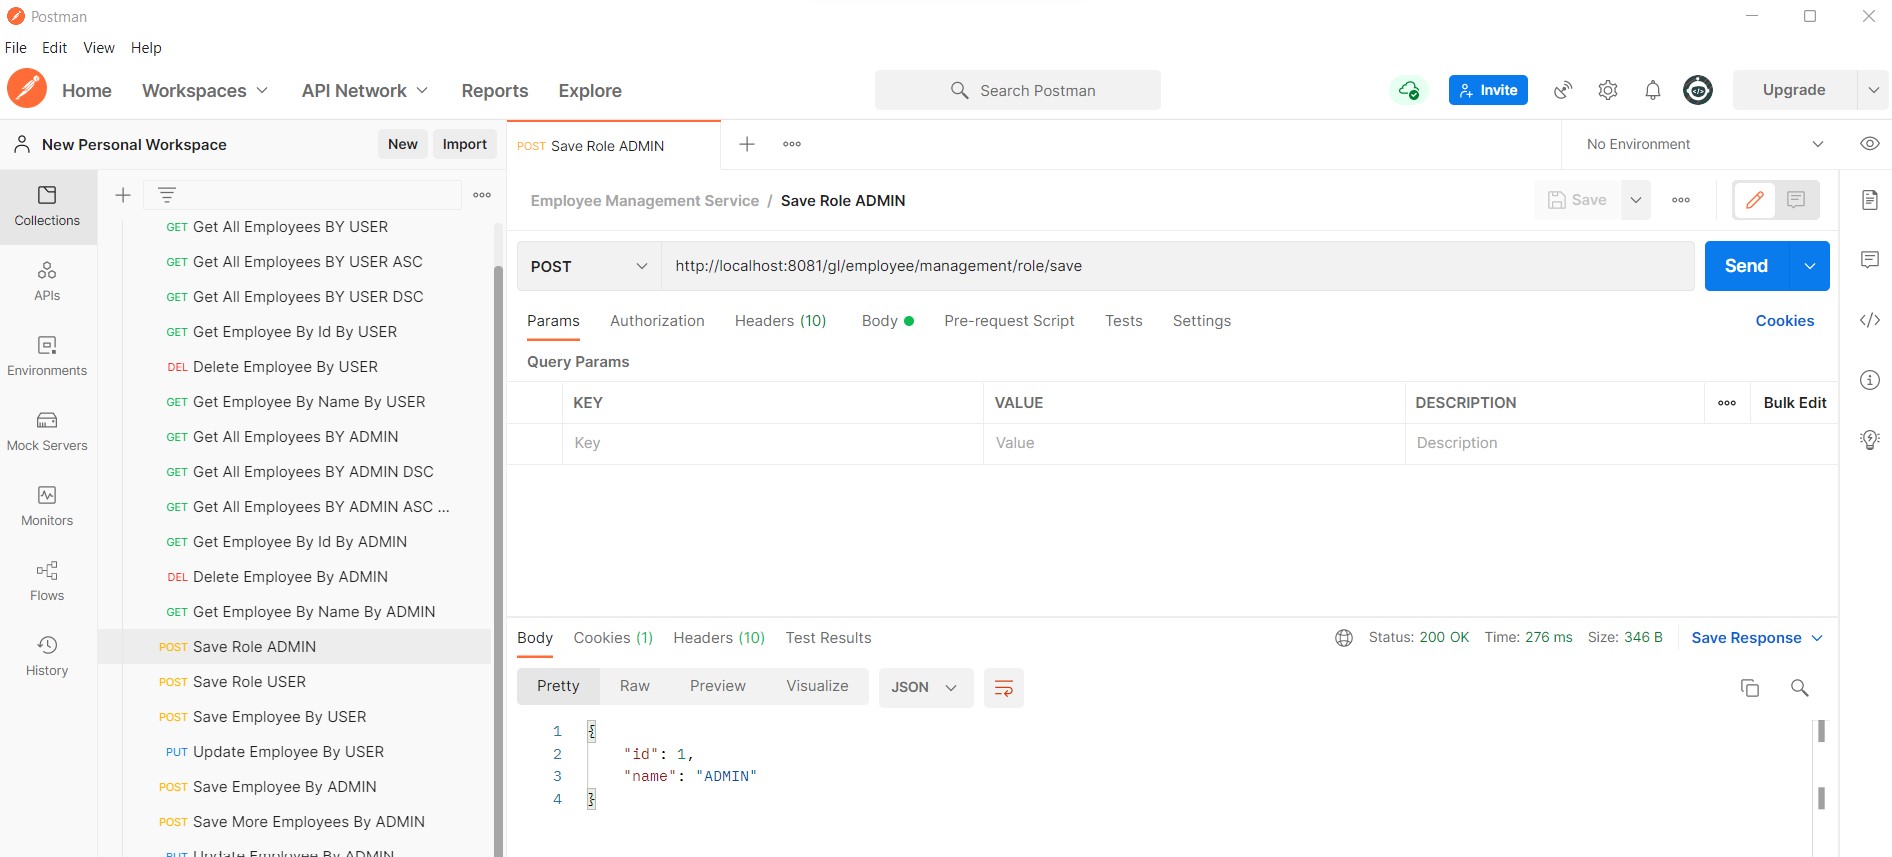 Postman
File Edit View Help
Home Workspaces API Network Reports Explore Search Postman Invite Upgrade
New Personal Workspace New Import
POST Save Role ADMIN
No Environment
Collections
APIs
Environments
Mock Servers
Monitors
Flows
History
GET Get All Employees BY USER
GET Get All Employees BY USER ASC
GET Get All Employees BY USER DSC
GET Get Employee By Id By USER
DEL Delete Employee By USER
GET Get Employee By Name By USER
GET Get All Employees BY ADMIN
GET Get All Employees BY ADMIN DSC
GET Get All Employees BY ADMIN ASC ...
GET Get Employee By Id By ADMIN
DEL Delete Employee By ADMIN
GET Get Employee By Name By ADMIN
POST Save Role ADMIN
POST Save Role USER
POST Save Employee By USER
PUT Update Employee By USER
POST Save Employee By ADMIN
POST Save More Employees By ADMIN
PUT Update Employee By ADMIN
Employee Management Service / Save Role ADMIN
Save
POST http://localhost:8081/gl/employee/management/role/save
Send
Params Authorization Headers (10) Body Pre-request Script Tests Settings Cookies
Query Params
KEY VALUE DESCRIPTION Bulk Edit
Key Value Description
Body Cookies (1) Headers (10) Test Results Status: 200 OK Time: 276 ms Size: 346 B Save Response
Pretty Raw Preview Visualize JSON
1 {
2 "id": 1,
3 "name": "ADMIN"
4 }